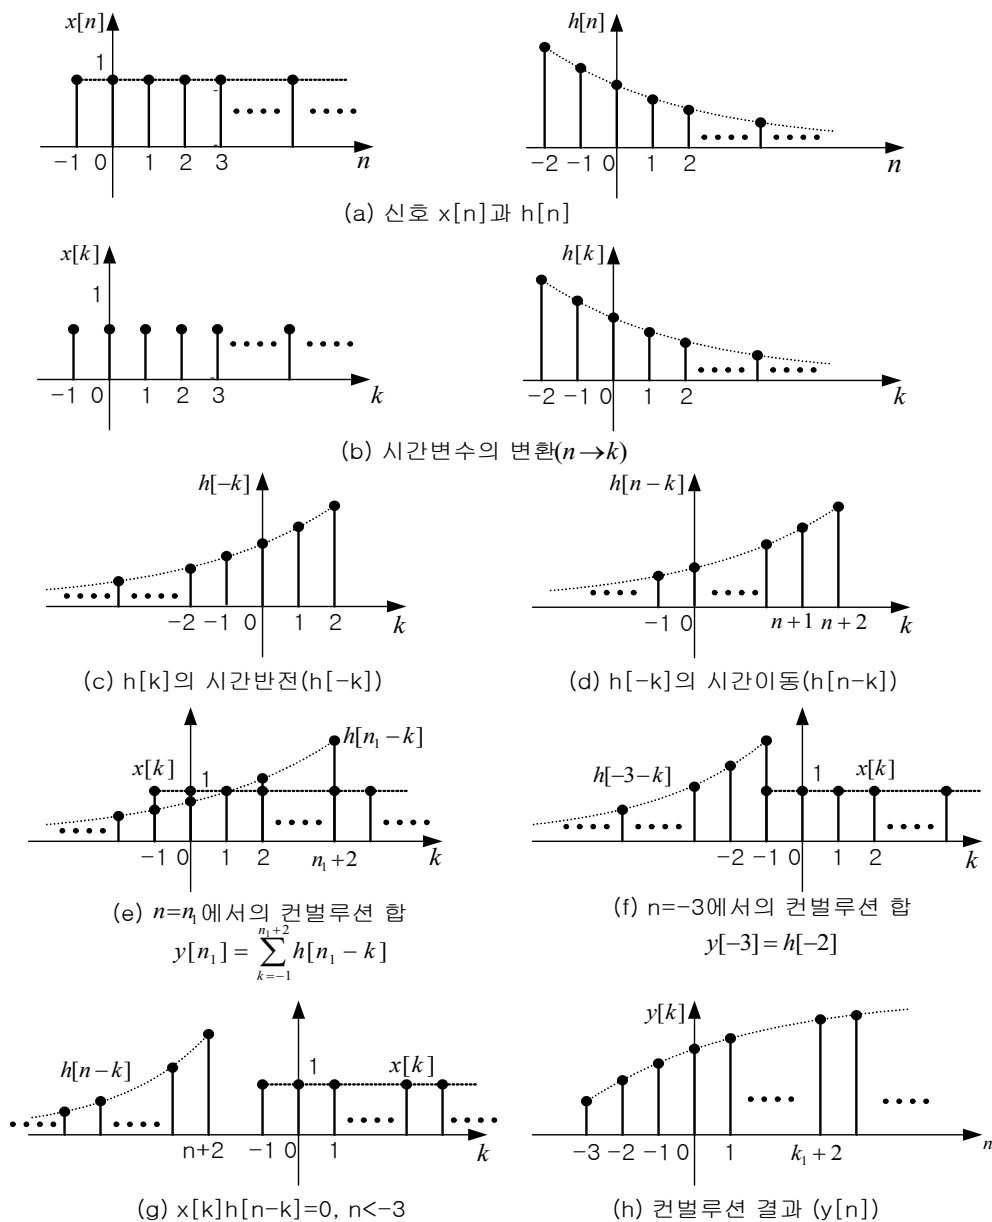 x[n]
1
-1 0 1 2 3
n
h[n]
-2 -1 0 1 2
n
(a) 신호 x[n]과 h[n]
x[k]
1
-1 0 1 2 3
k
h[k]
-2 -1 0 1 2
k
(b) 시간변수의 변환(n→k)
h[-k]
-2 -1 0 1 2
k
(c) h[k]의 시간반전(h[-k])
h[n-k]
-1 0 n+1 n+2
k
(d) h[-k]의 시간이동(h[n-k])
x[k]
1
h[n₁-k]
-1 0 1 2 n₁+2
k
(e) n=n₁에서의 컨벌루션 합
y[n₁] = ∑_{k=-1}^{n₁+2} h[n₁-k]
h[-3-k]
1
x[k]
-2 -1 0 1 2
k
(f) n=-3에서의 컨벌루션 합
y[-3]=h[-2]
h[n-k]
1
x[k]
n+2 -1 0 1
k
(g) x[k]h[n-k]=0, n<-3
y[k]
-3 -2 -1 0 1 k₁+2
n
(h) 컨벌루션 결과 (y[n])